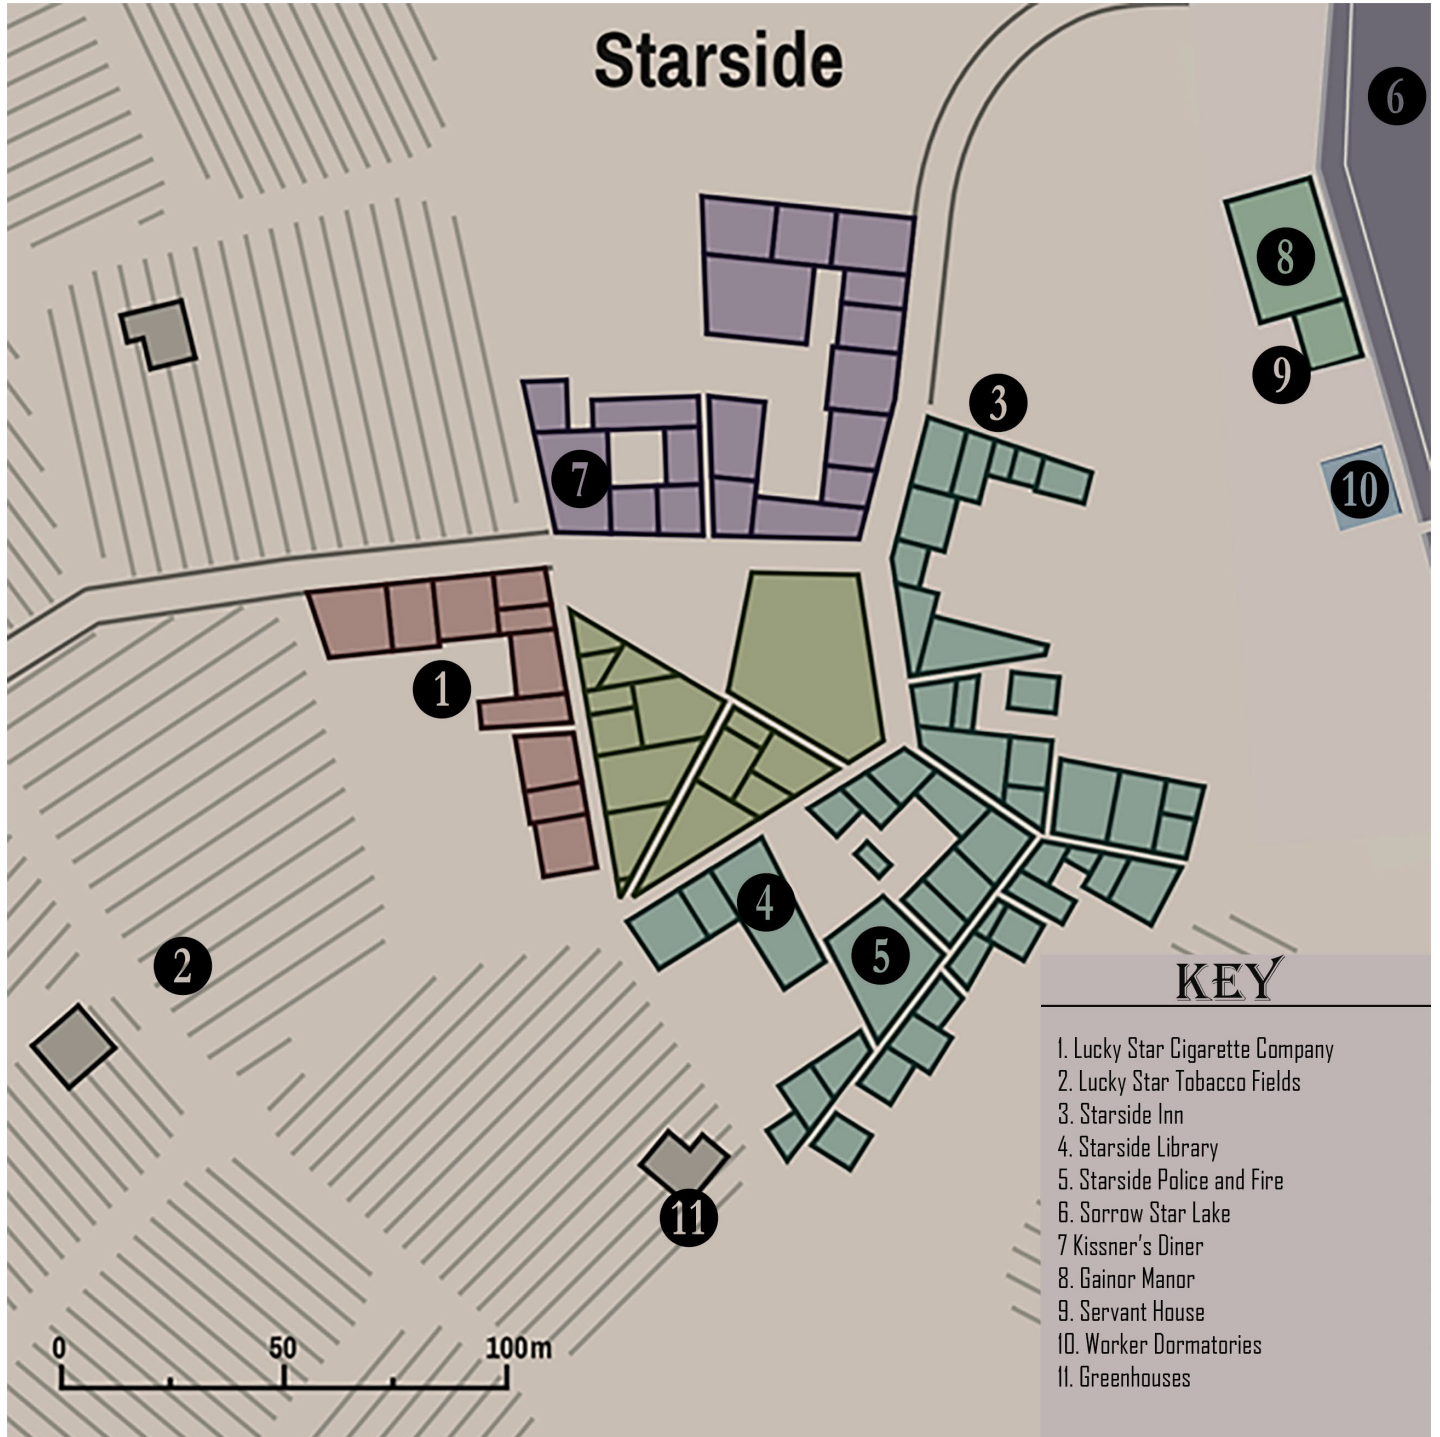 Starside
6
8
9
3
10
7
1
4
5
2
11
KEY
1. Lucky Star Cigarette Company
2. Lucky Star Tobacco Fields
3. Starside Inn
4. Starside Library
5. Starside Police and Fire
6. Sorrow Star Lake
7 Kissner's Diner
8. Gainor Manor
9. Servant House
10. Worker Dormatories
11. Greenhouses
0 50 100m